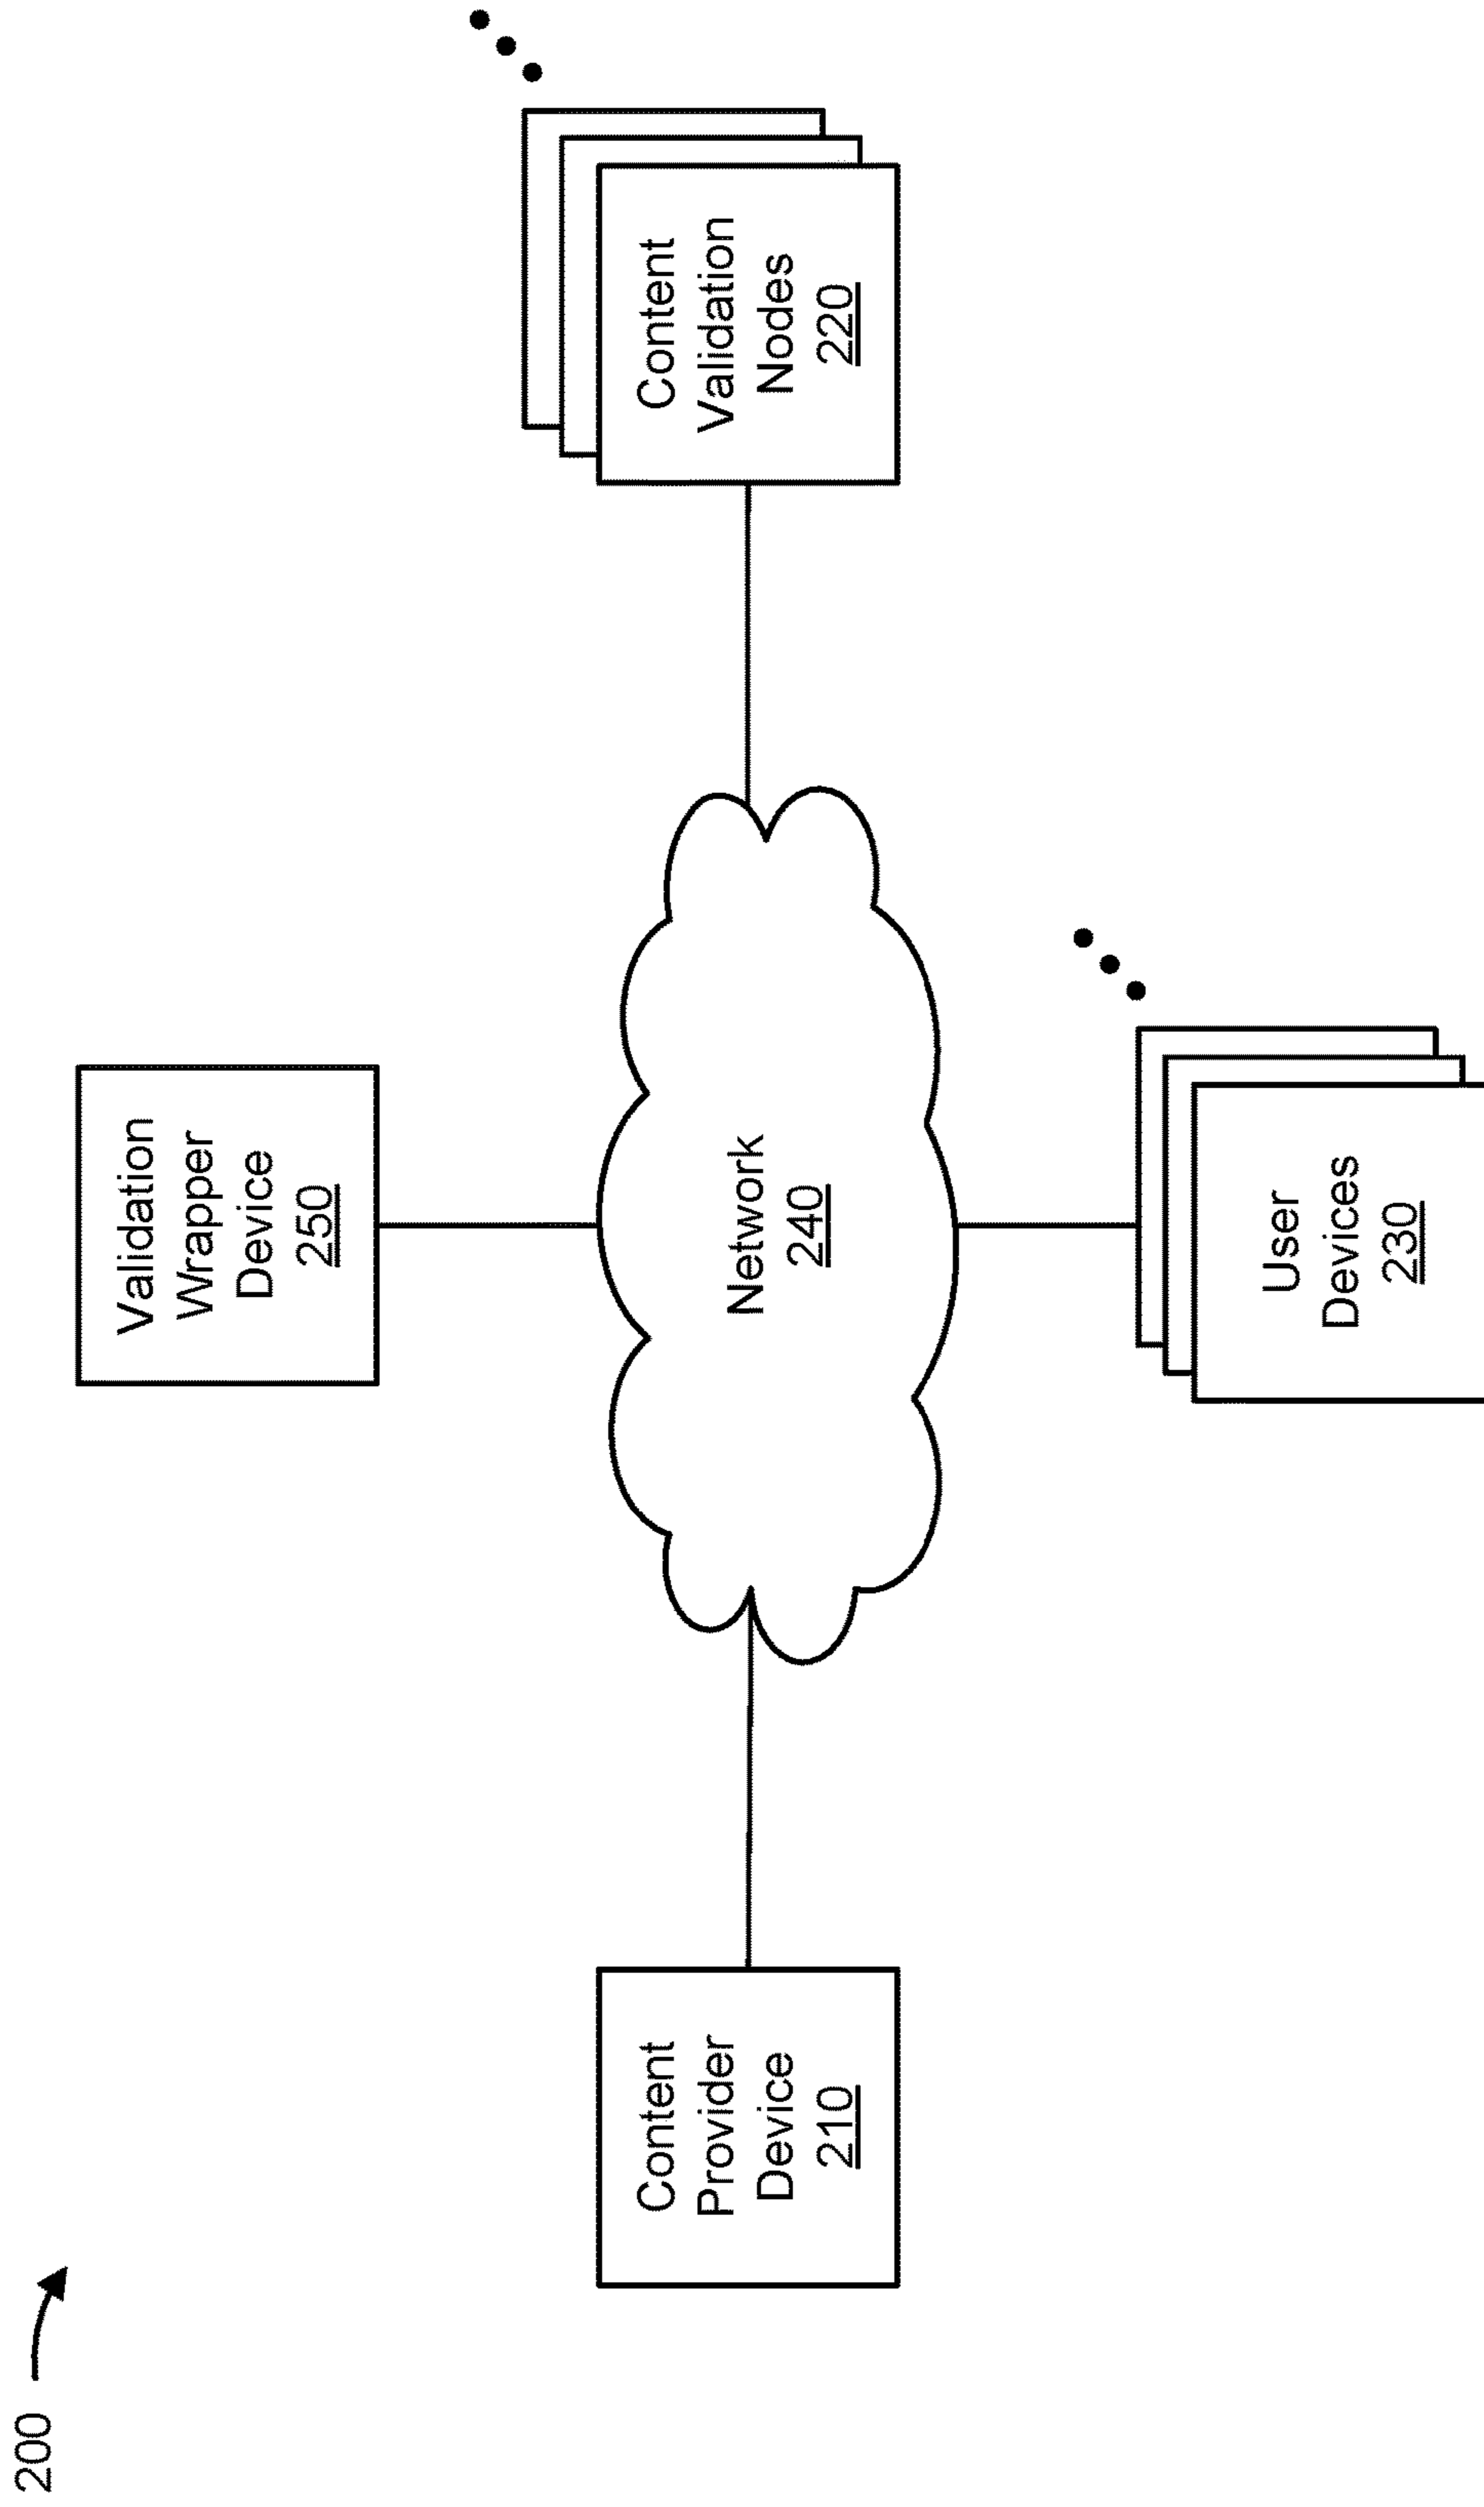 200
Validation
Wrapper
Device
250
Content
Provider
Device
210
Network
240
Content
Validation
Nodes
220
User
Devices
230